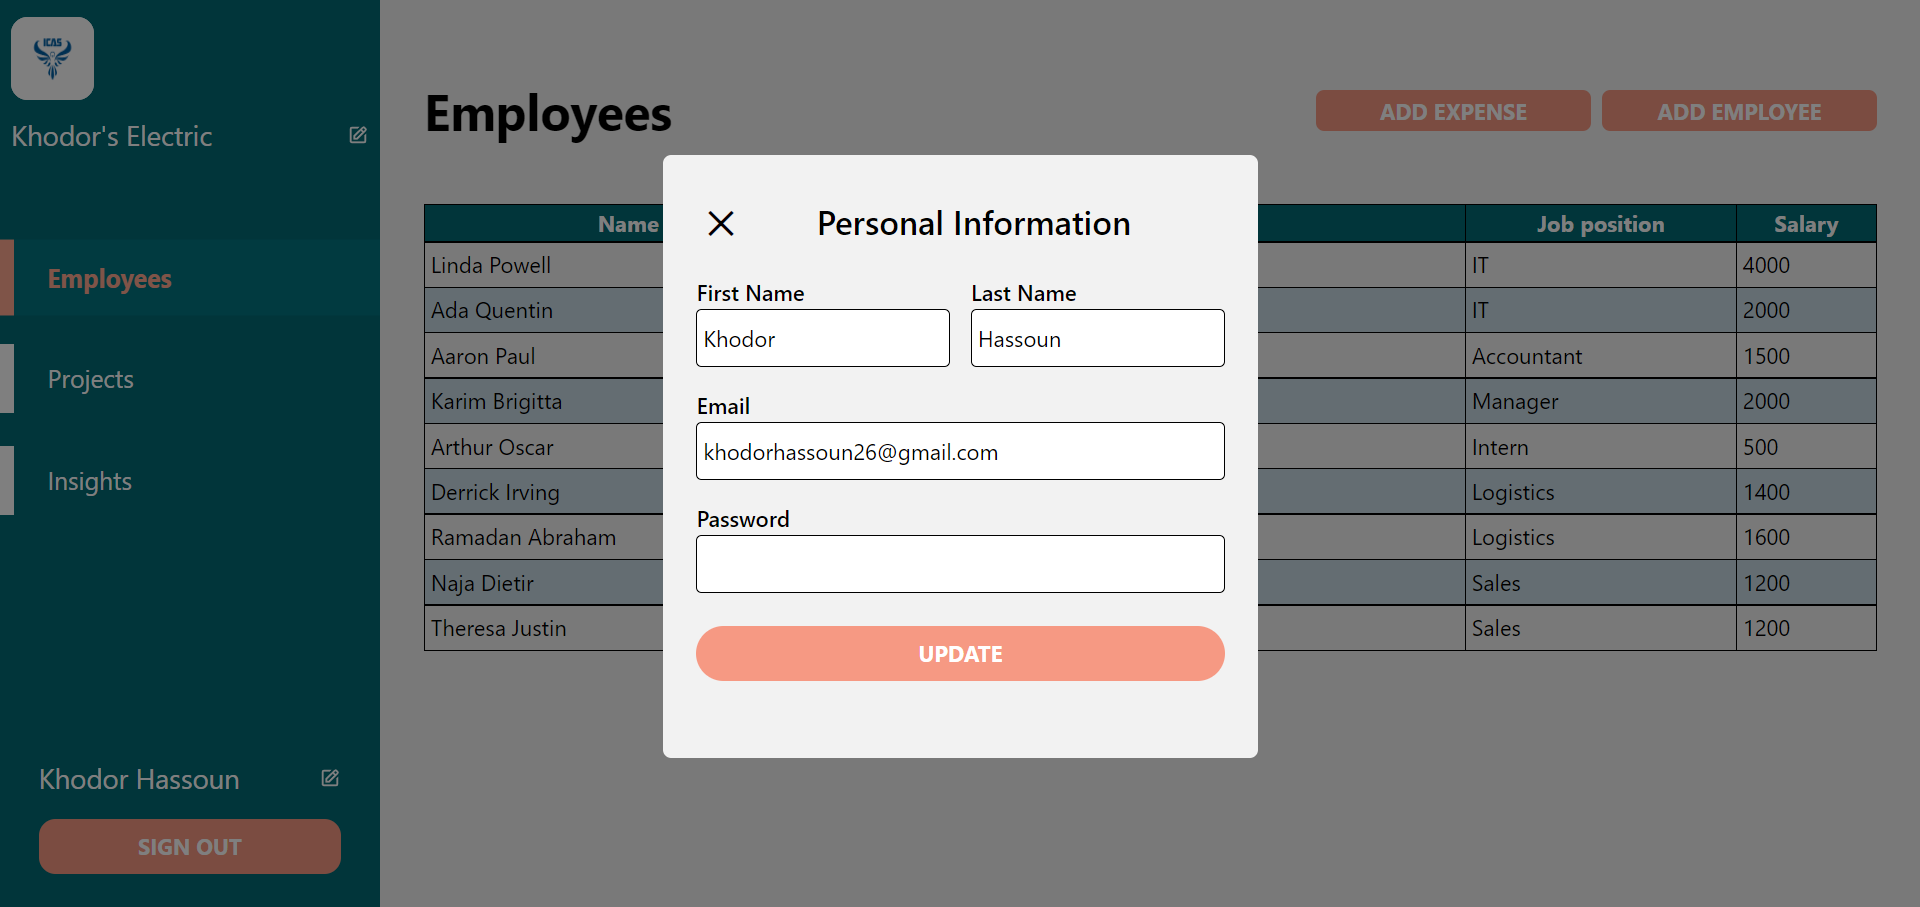 ICAS
Khodor's Electric
Employees
Projects
Insights
Khodor Hassoun
SIGN OUT
Employees
ADD EXPENSE ADD EMPLOYEE
Name Job position Salary
Linda Powell IT 4000
Ada Quentin IT 2000
Aaron Paul Accountant 1500
Karim Brigitta Manager 2000
Arthur Oscar Intern 500
Derrick Irving Logistics 1400
Ramadan Abraham Logistics 1600
Naja Dietir Sales 1200
Theresa Justin Sales 1200
Personal Information
First Name Last Name
Khodor Hassoun
Email
khodorhassoun26@gmail.com
Password
UPDATE